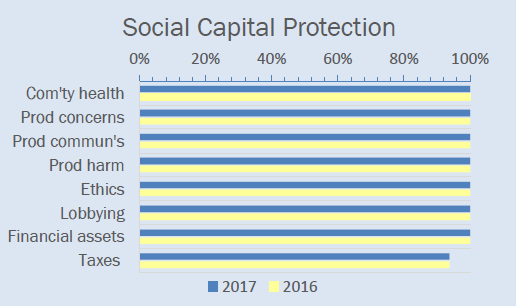 Social Capital Protection
0% 20% 40% 60% 80% 100%
Com'ty health
Prod concerns
Prod commun's
Prod harm
Ethics
Lobbying
Financial assets
Taxes
2017 2016